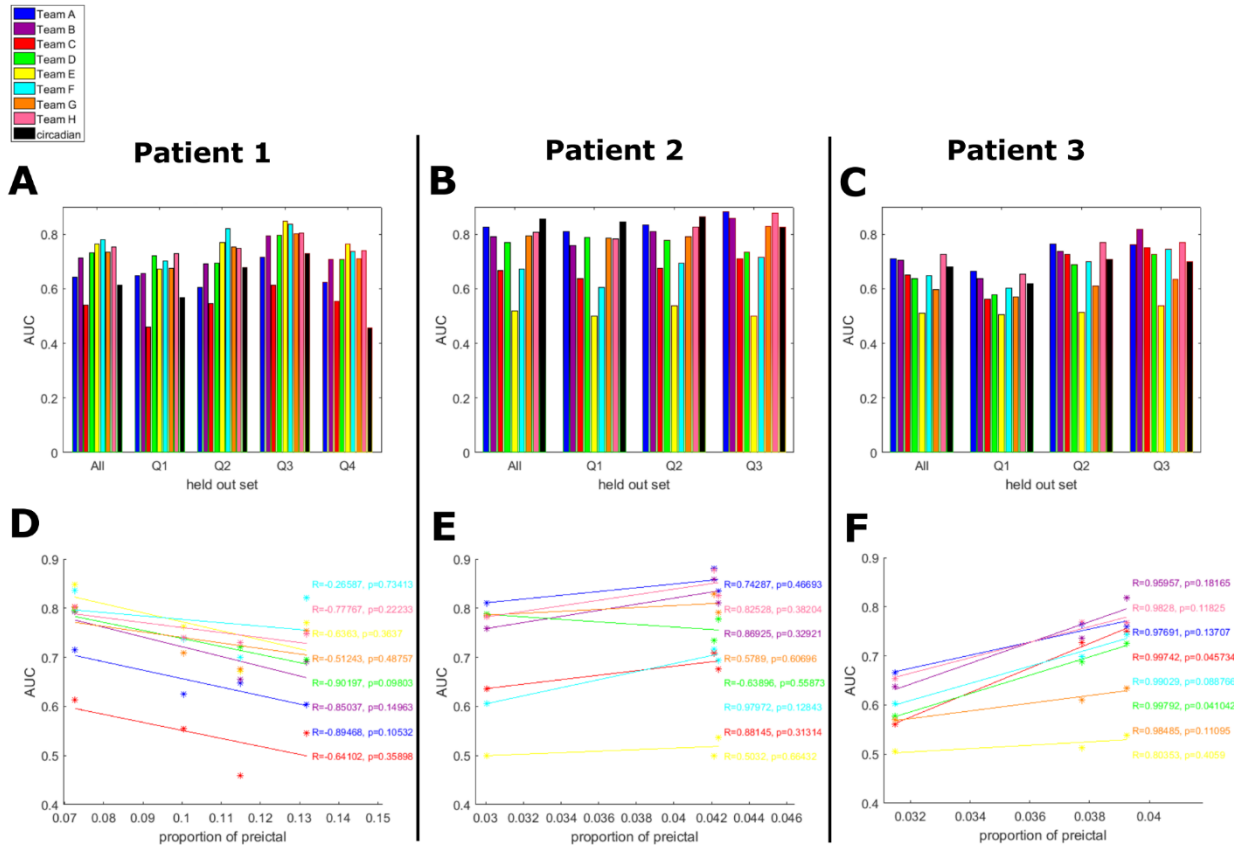 Team A
Team B
Team C
Team D
Team E
Team F
Team G
Team H
circadian
Patient 1
Patient 2
Patient 3
A
AUC
0.8
0.6
0.4
0.2
0
All Q1 Q2 Q3 Q4
held out set
B
AUC
0.8
0.6
0.4
0.2
0
All Q1 Q2 Q3
held out set
C
AUC
0.8
0.6
0.4
0.2
0
All Q1 Q2 Q3
held out set
D
AUC
0.9
0.8
0.7
0.6
0.5
0.4
R=-0.26587, p=0.73413
R=-0.77767, p=0.22233
R=-0.51243, p=0.48757
R=-0.90197, p=0.09803
R=-0.85037, p=0.14963
R=-0.89468, p=0.10532
R=-0.64102, p=0.35898
0.07 0.08 0.09 0.1 0.11 0.12 0.13 0.14 0.15
proportion of preictal
E
AUC
0.9
0.8
0.7
0.6
0.5
0.4
R=0.74287, p=0.46693
R=0.82528, p=0.38204
R=0.86925, p=0.32921
R=0.5789, p=0.60696
R=-0.63896, p=0.55873
R=0.97972, p=0.12843
R=0.88145, p=0.31314
0.03 0.032 0.034 0.036 0.038 0.04 0.042 0.044 0.046
proportion of preictal
F
AUC
0.9
0.8
0.7
0.6
0.5
0.4
R=0.95957, p=0.18165
R=0.9828, p=0.11825
R=0.97691, p=0.13707
R=0.99742, p=0.045734
R=0.99792, p=0.041042
R=0.98485, p=0.11095
0.032 0.034 0.036 0.038 0.04
proportion of preictal